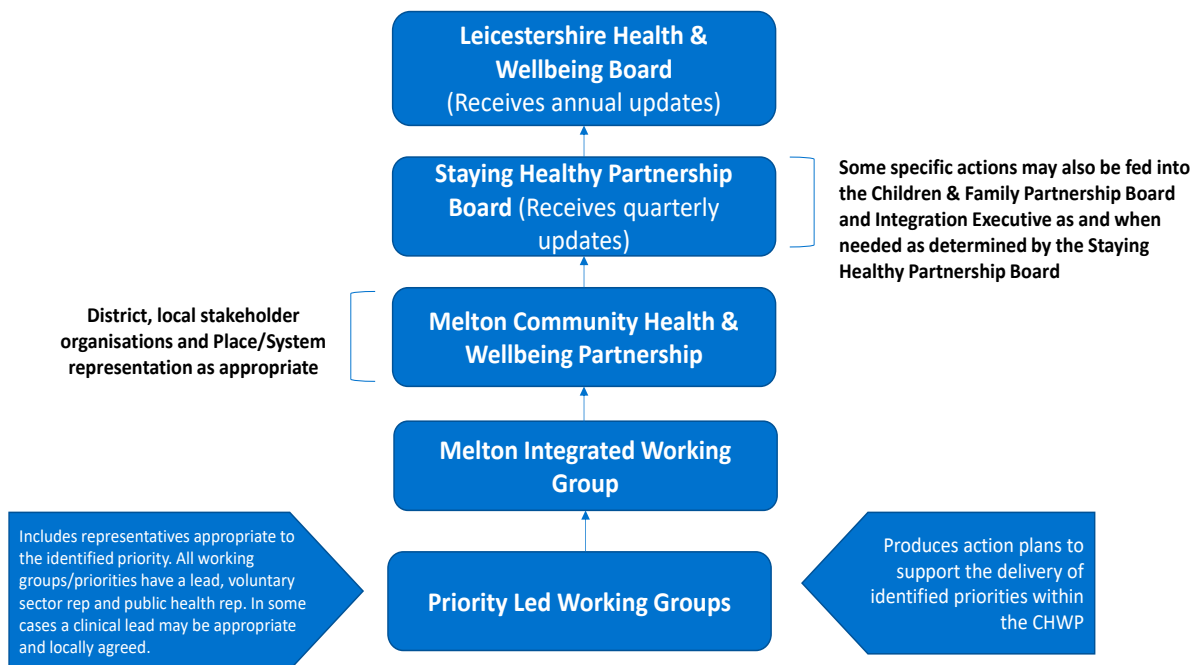 Leicestershire Health &
Wellbeing Board
(Receives annual updates)
Staying Healthy Partnership
Board (Receives quarterly
updates)
Some specific actions may also be fed into
the Children & Family Partnership Board
and Integration Executive as and when
needed as determined by the Staying
Healthy Partnership Board
District, local stakeholder
organisations and Place/System
representation as appropriate
Melton Community Health &
Wellbeing Partnership
Melton Integrated Working
Group
Includes representatives appropriate
to the identified priority. All working
groups/priorities have a lead, voluntary
sector rep and public health rep. In some
cases a clinical lead may be appropriate
and locally agreed.
Priority Led Working Groups
Produces action plans to
support the delivery of
identified priorities within
the CHWP